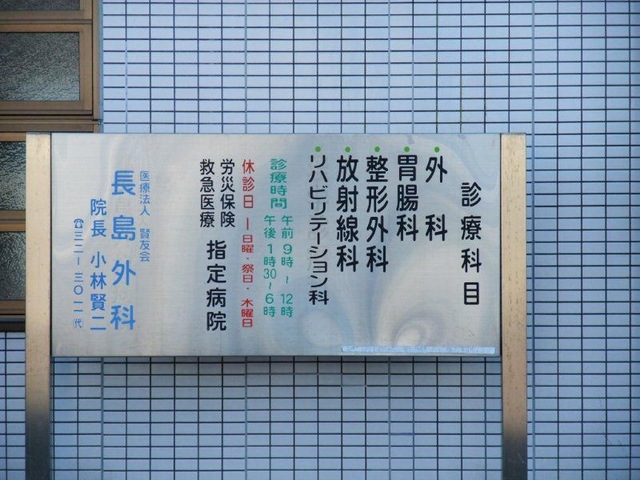 診療科目
外科
胃腸科
整形外科
放射線科
リハビリテーション科
診療時間 午前9時〜12時
午後1時30〜6時
休診日ー日曜・祭日・木曜日
労災保険
救急医療
指定病院
医療法人 賢友会
長島外科
院長 小林賢二
☎三二ー三〇一一代